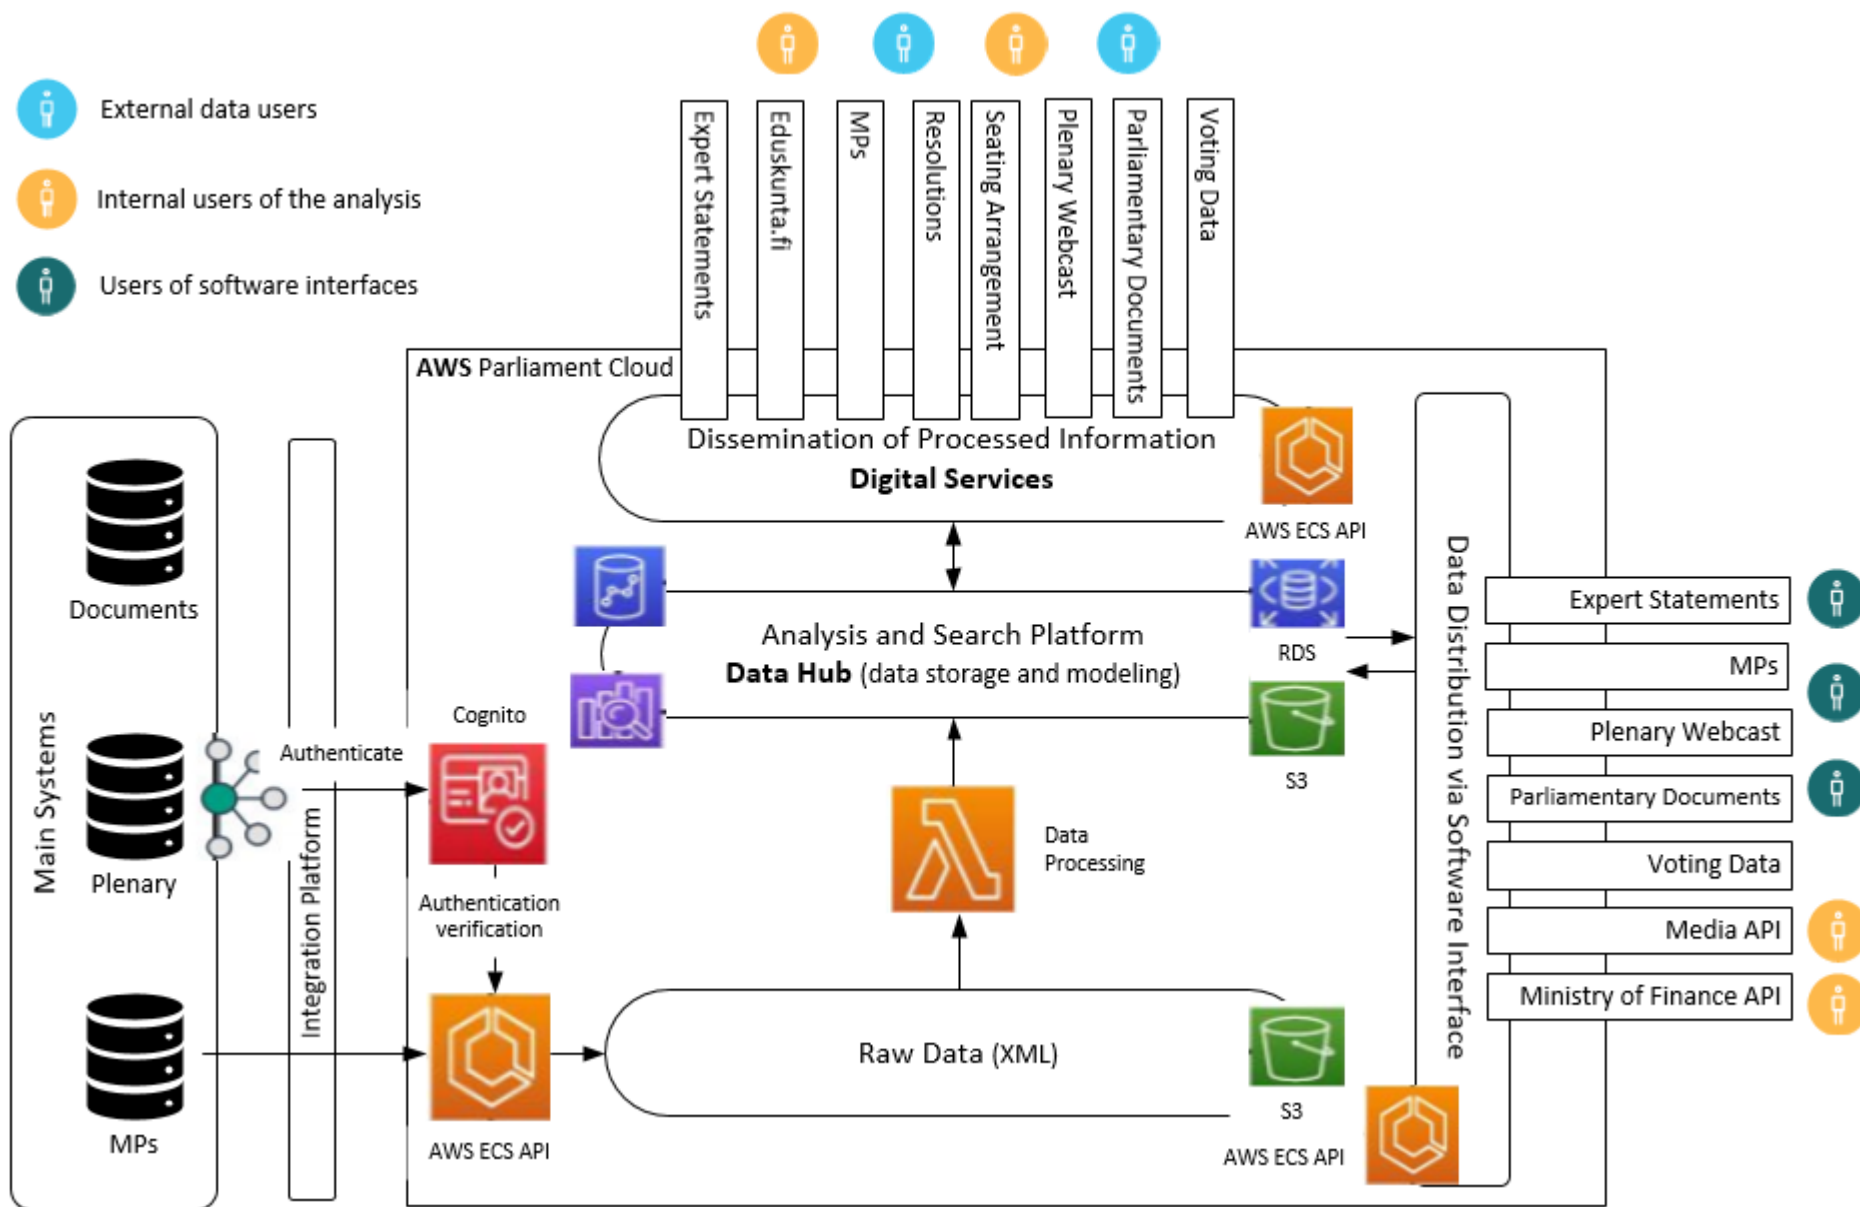 External data users
Internal users of the analysis
Users of software interfaces
Expert Statements
Eduskunta.fi
MPs
Resolutions
Seating Arrangement
Plenary Webcast
Parliamentary Documents
Voting Data
AWS Parliament Cloud
Dissemination of Processed Information
Digital Services
AWS ECS API
Main Systems
Documents
Plenary
MPs
Integration Platform
Authenticate
Cognito
Authentication
verification
AWS ECS API
Analysis and Search Platform
Data Hub (data storage and modeling)
RDS
S3
Data
Processing
Raw Data (XML)
S3
AWS ECS API
Data Distribution via Software Interface
Expert Statements
MPs
Plenary Webcast
Parliamentary Documents
Voting Data
Media API
Ministry of Finance API